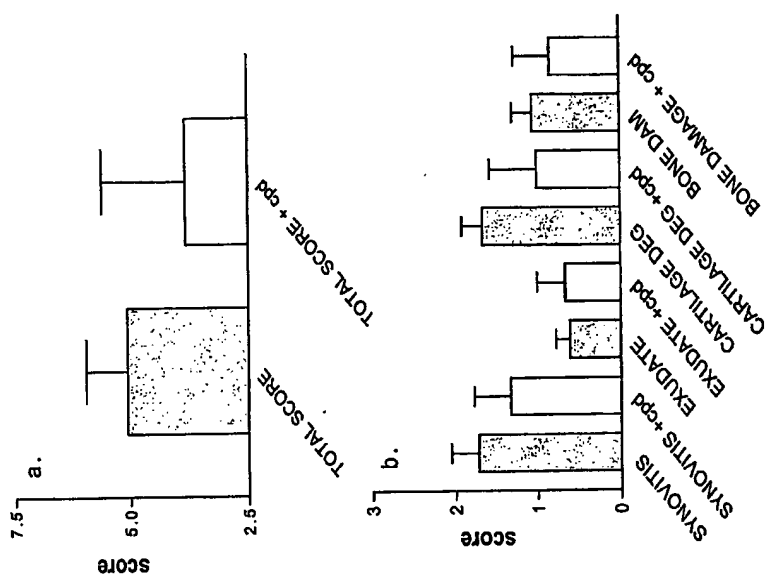 a.
score
7.5
5.0
2.5
TOTAL SCORE
TOTAL SCORE + cpd
b.
score
3
2
1
0
SYNOVITIS
SYNOVITIS + cpd
EXUDATE
EXUDATE + cpd
CARTILAGE DEG
CARTILAGE DEG + cpd
BONE DAM
BONE DAMAGE + cpd